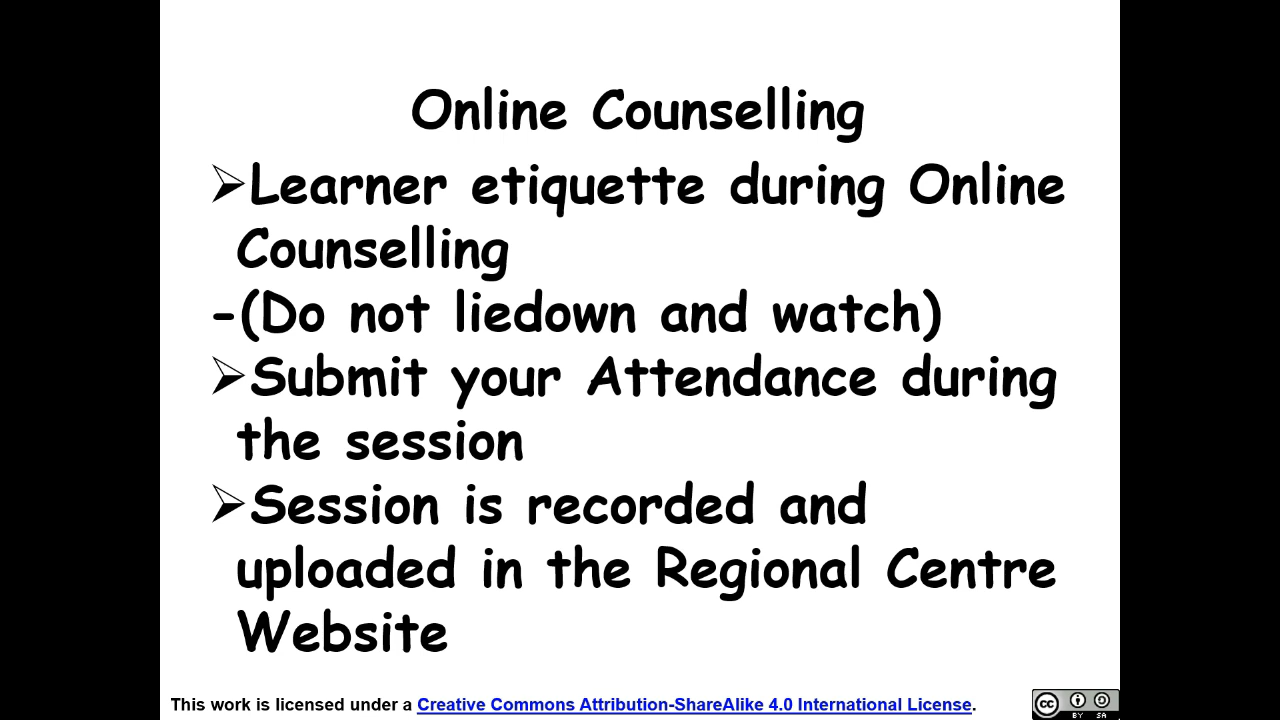 Online Counselling
➢Learner etiquette during Online
Counselling
-(Do not liedown and watch)
➢Submit your Attendance during
the session
➢Session is recorded and
uploaded in the Regional Centre
Website
This work is licensed under a Creative Commons Attribution-ShareAlike 4.0 International License.
cc
BY SA